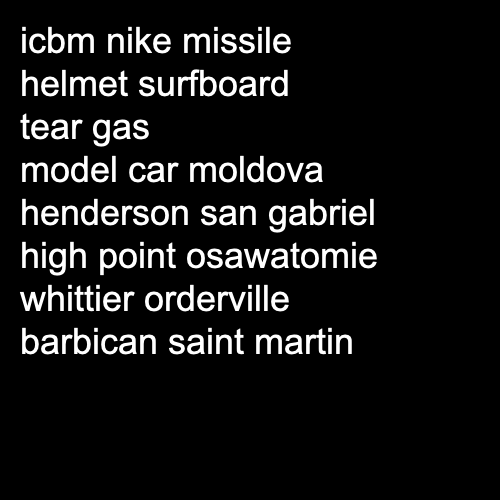 icbm nike missile
helmet surfboard
tear gas
model car moldova
henderson san gabriel
high point osawatomie
whittier orderville
barbican saint martin